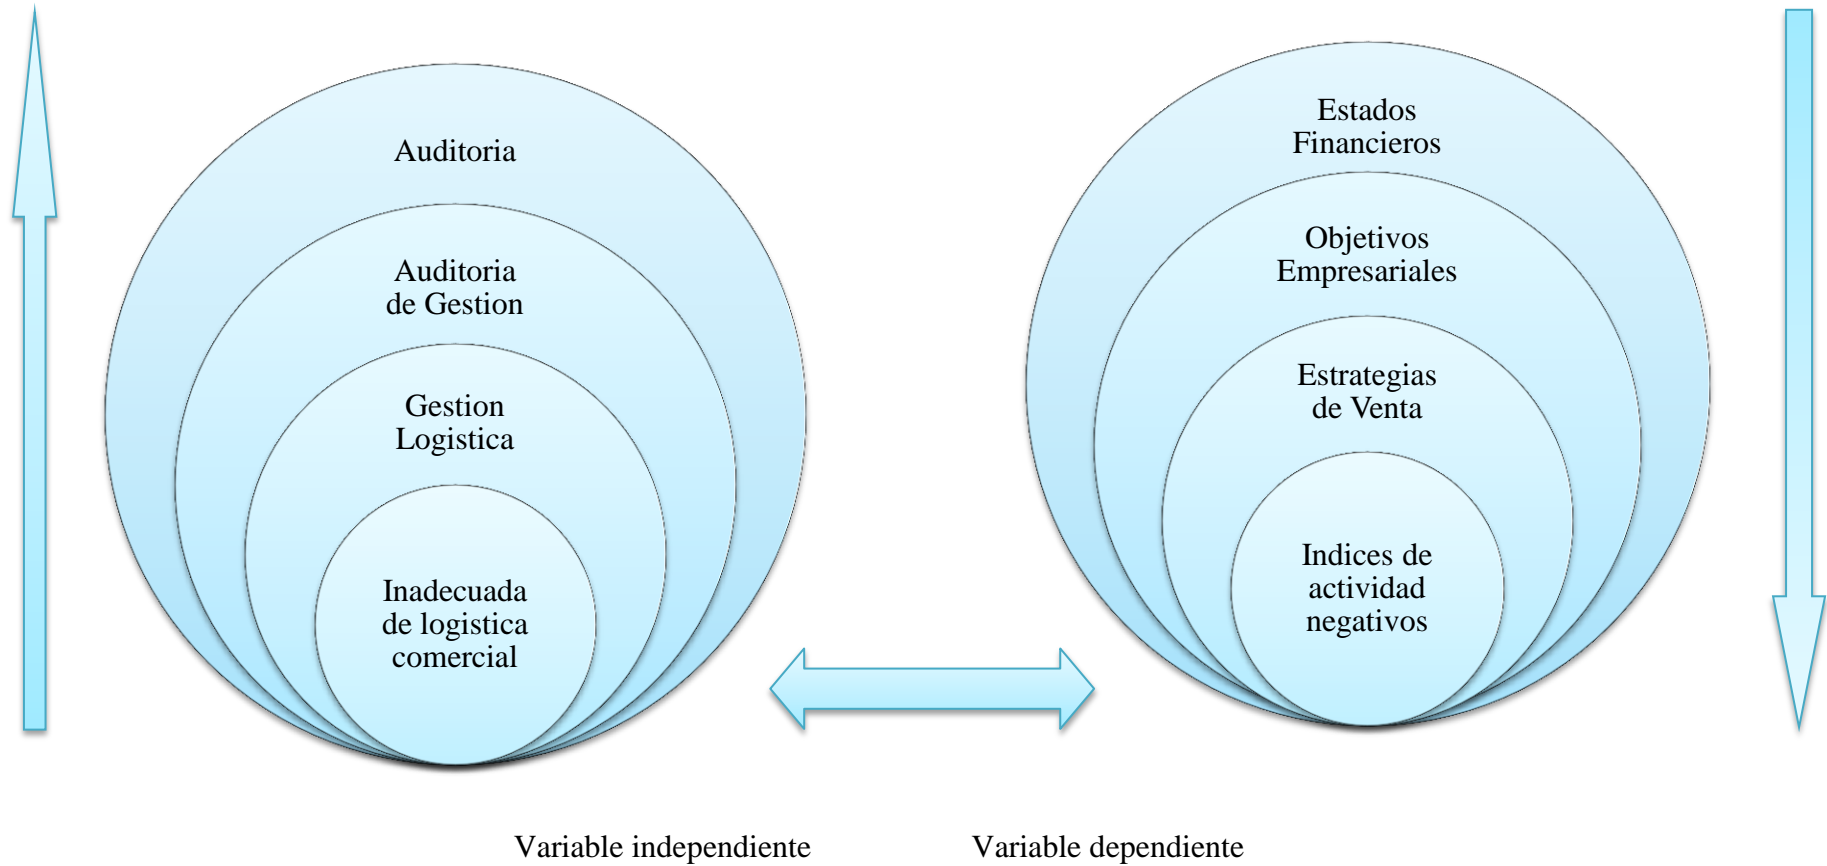 Auditoria
Auditoria
de Gestion
Gestion
Logistica
Inadecuada
de logistica
comercial
Estados
Financieros
Objetivos
Empresariales
Estrategias
de Venta
Indices de
actividad
negativos
Variable independiente
Variable dependiente